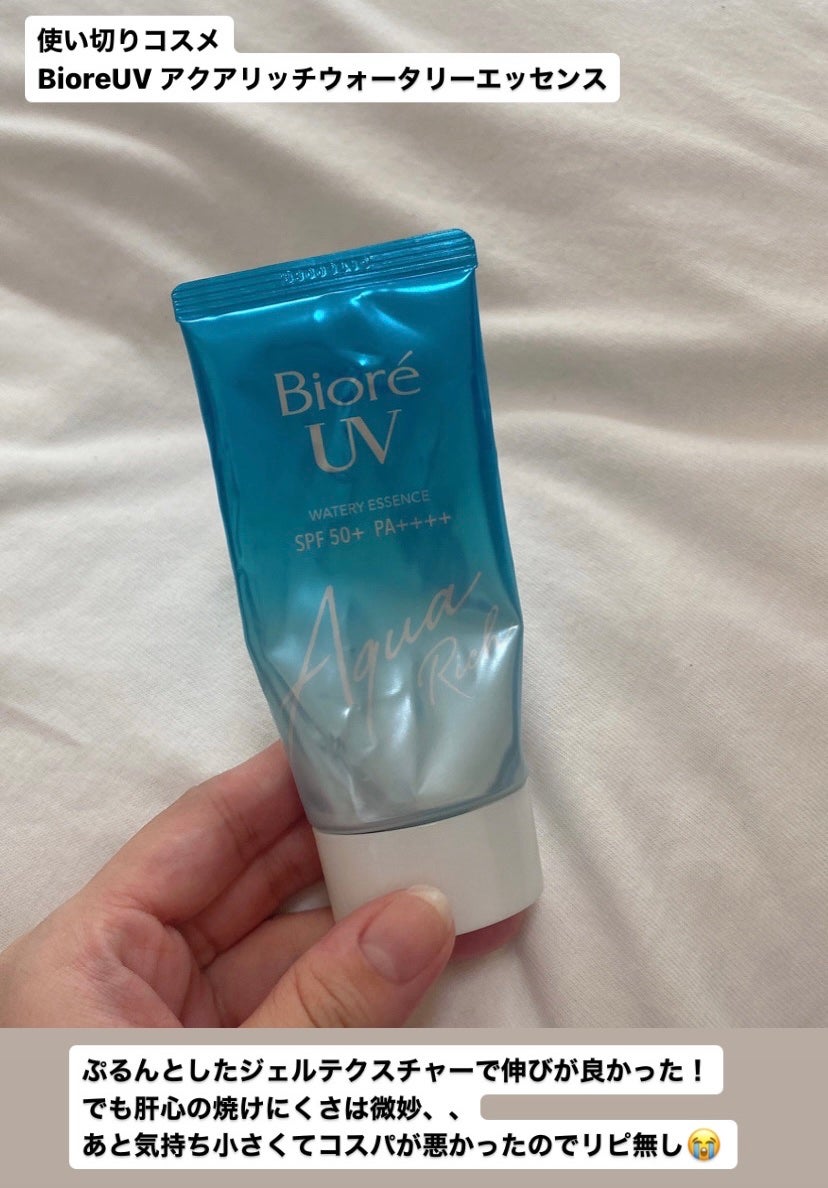 使い切りコスメ
BioreUV アクアリッチウォータリーエッセンス
Bioré
UV
WATERY ESSENCE
SPF 50+ PA++++
Aqua
Rich
ぷるんとしたジェルテクスチャーで伸びが良かった！
でも肝心の焼けにくさは微妙、、
あと気持ち小さくてコスパが悪かったのでリピ無し😭